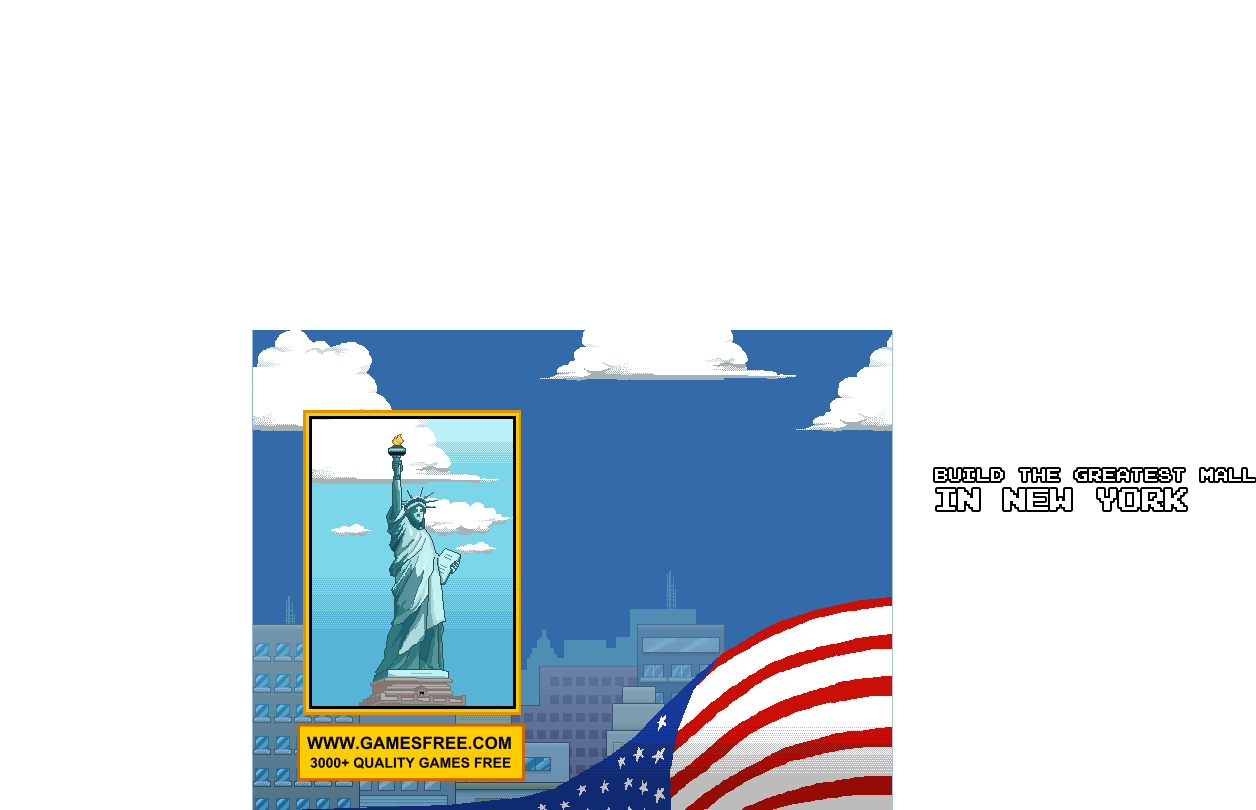 BUILD THE GREATEST MALL
IN NEW YORK
WWW.GAMESFREE.COM
3000+ QUALITY GAMES FREE